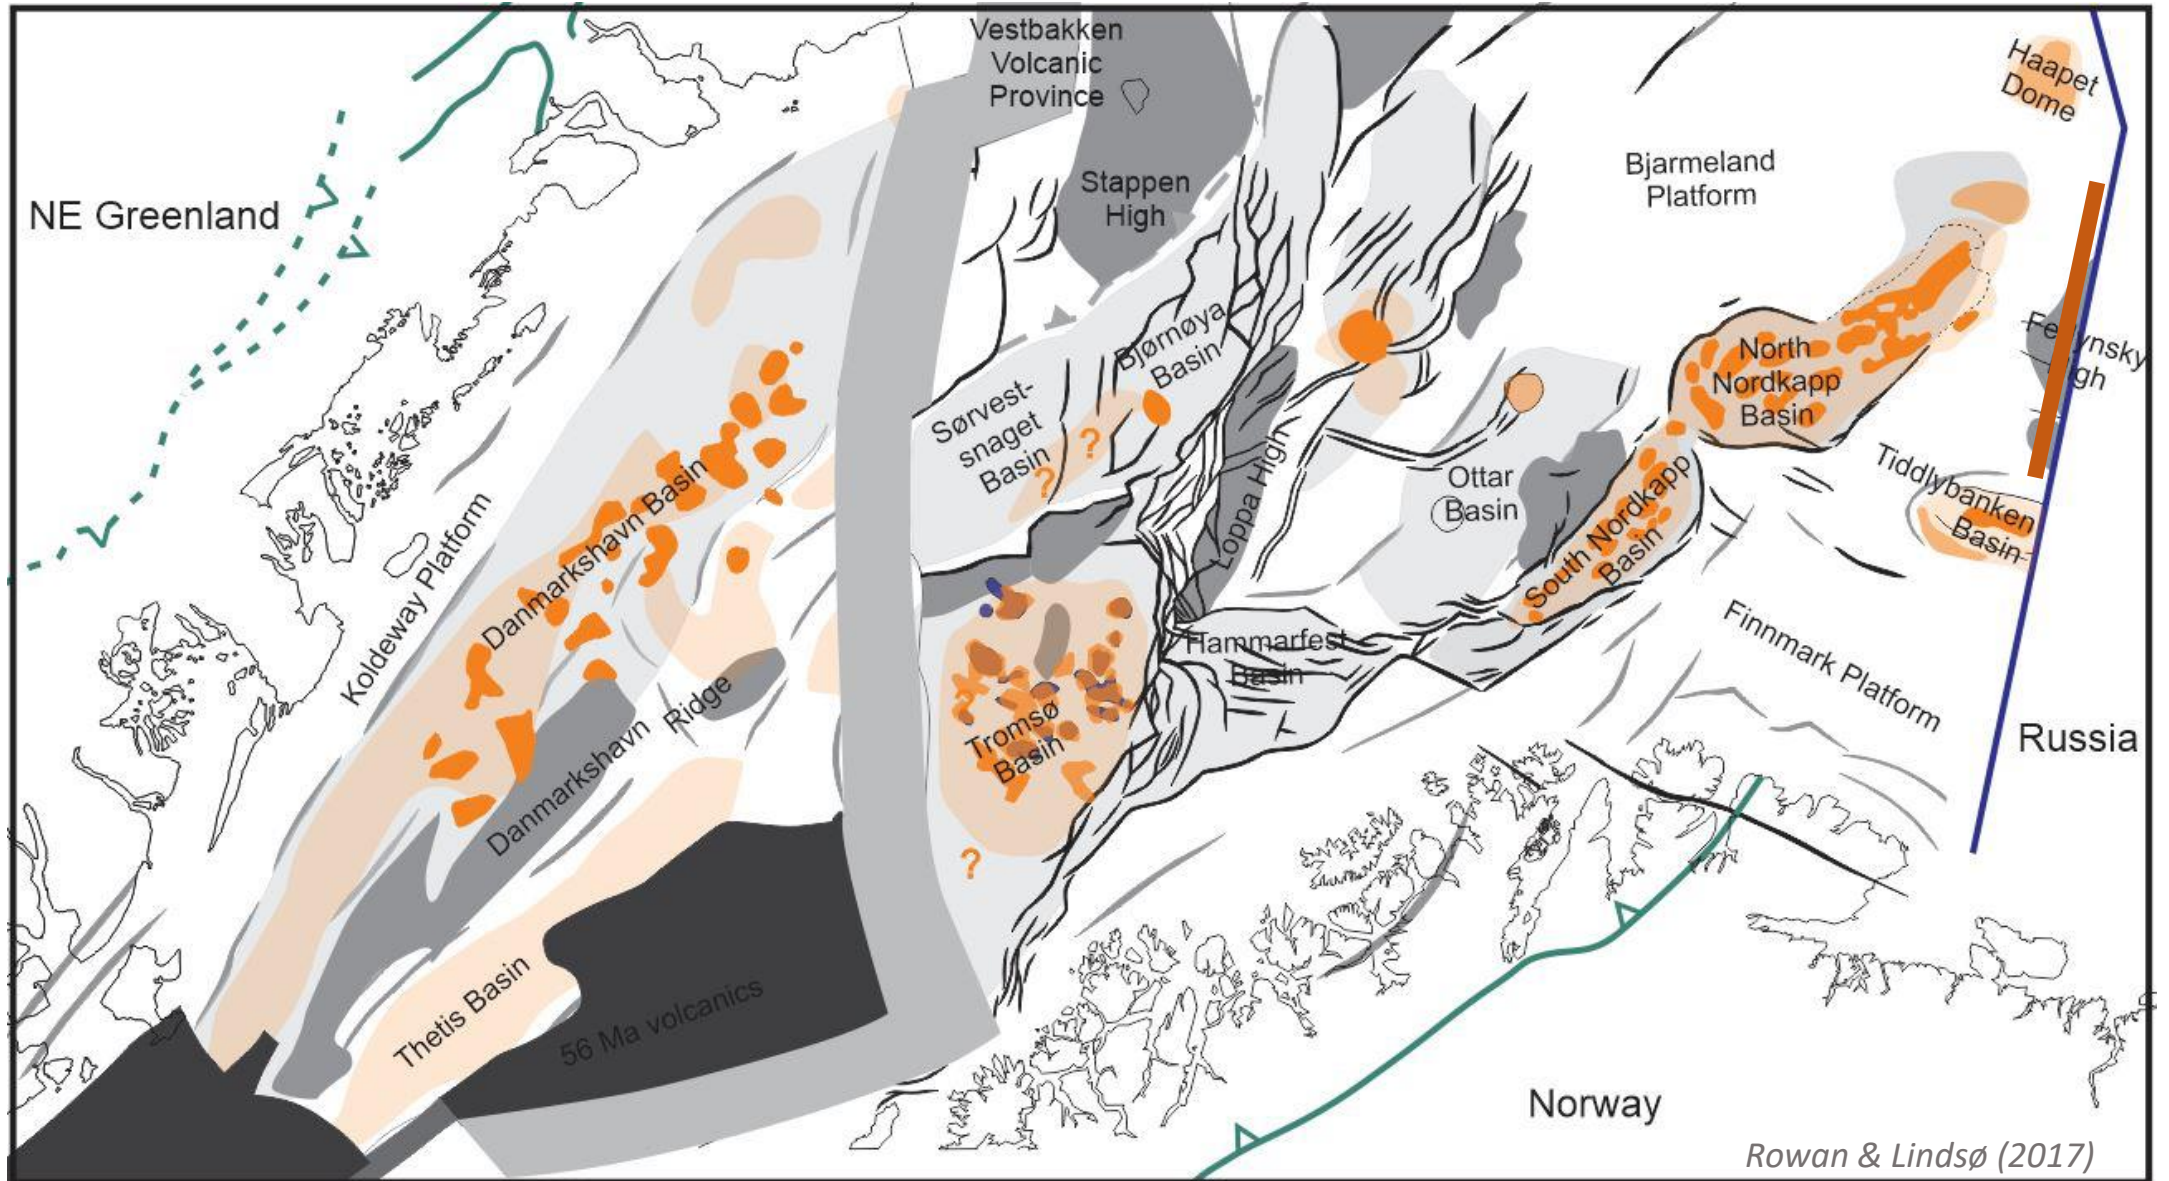 Vestbakken
Volcanic
Province
Haapet
Dome
Stappen
High
Bjarmeland
Platform
NE Greenland
Bjørnøya
Basin
Sørvest-
snaget
Basin
?
?
North
Nordkapp
Basin
Loppa High
Ottar
Basin
Tiddlybanken
Basin
South Nordkapp
Basin
Koldeway Platform
Danmarkshavn Basin
Hammarfest
Basin
Finnmark Platform
Danmarkshavn Ridge
Tromsø
Basin
Russia
?
Thetis Basin
56 Ma volcanics
Norway
Rowan & Lindsø (2017)